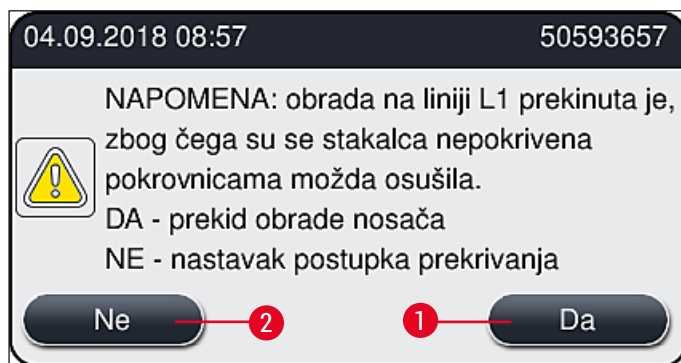 04.09.2018 08:57 50593657
NAPOMENA: obrada na liniji L1 prekinuta je,
zbog čega su se stakalca nepokrivena
pokrovnicama možda osušila.
DA - prekid obrade nosača
NE - nastavak postupka prekrivanja
Ne 2 1 Da